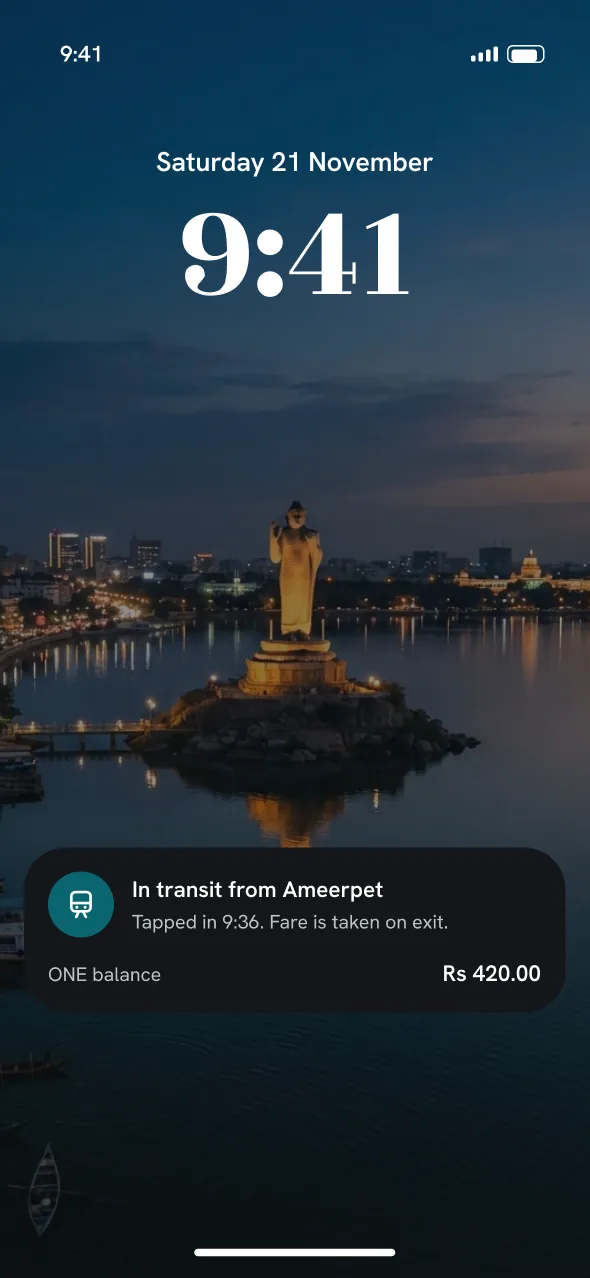 9:41
Saturday 21 November
9:41
In transit from Ameerpet
Tapped in 9:36. Fare is taken on exit.
ONE balance Rs 420.00